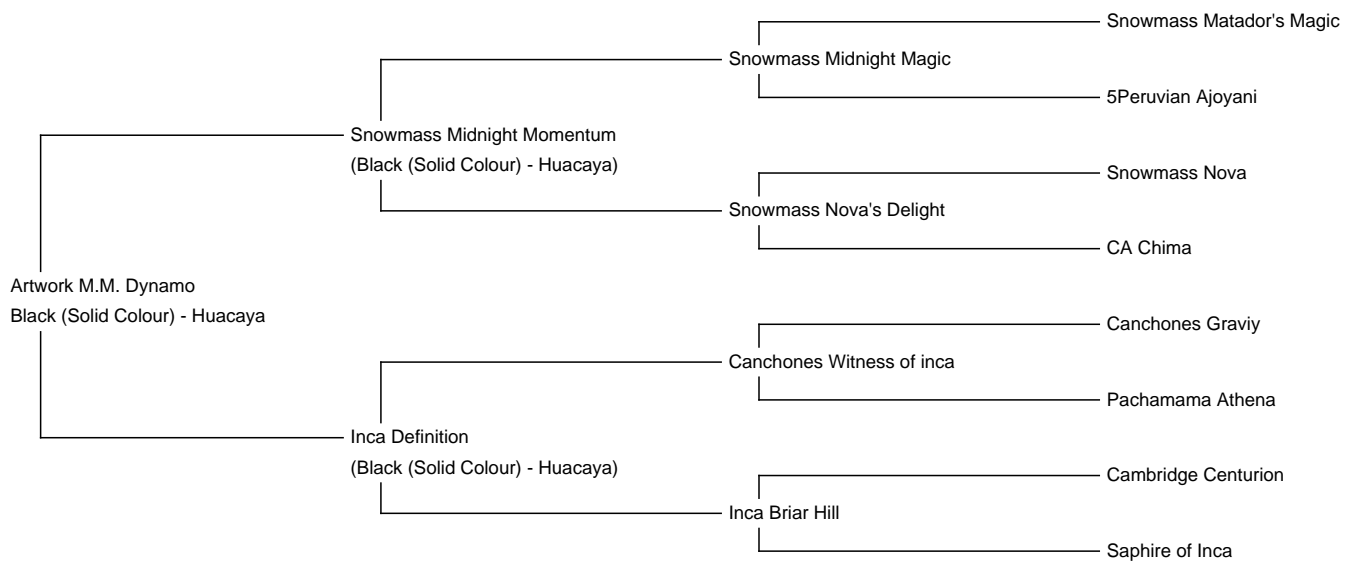 Snowmass Matador's Magic
Snowmass Midnight Magic
5Peruvian Ajoyani
Snowmass Midnight Momentum
(Black (Solid Colour) - Huacaya)
Snowmass Nova
Snowmass Nova's Delight
CA Chima
Artwork M.M. Dynamo
Black (Solid Colour) - Huacaya
Canchones Graviy
Canchones Witness of inca
Pachamama Athena
Inca Definition
(Black (Solid Colour) - Huacaya)
Cambridge Centurion
Inca Briar Hill
Saphire of Inca